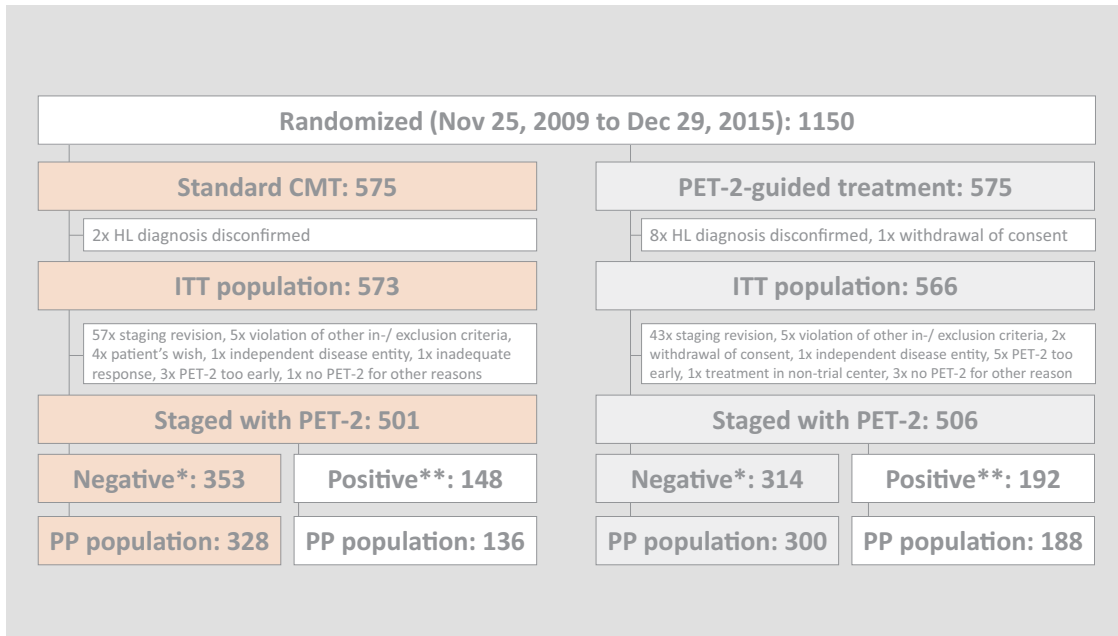 Randomized (Nov 25, 2009 to Dec 29, 2015): 1150
Standard CMT: 575
2x HL diagnosis disconfirmed
ITT population: 573
57x staging revision, 5x violation of other in-/ exclusion criteria,
4x patient's wish, 1x independent disease entity, 1x inadequate
response, 3x PET-2 too early, 1x no PET-2 for other reasons
Staged with PET-2: 501
Negative*: 353
Positive**: 148
PP population: 328
PP population: 136
PET-2-guided treatment: 575
8x HL diagnosis disconfirmed, 1x withdrawal of consent
ITT population: 566
43x staging revision, 5x violation of other in-/ exclusion criteria, 2x
withdrawal of consent, 1x independent disease entity, 5x PET-2 too
early, 1x treatment in non-trial center, 3x no PET-2 for other reason
Staged with PET-2: 506
Negative*: 314
Positive**: 192
PP population: 300
PP population: 188